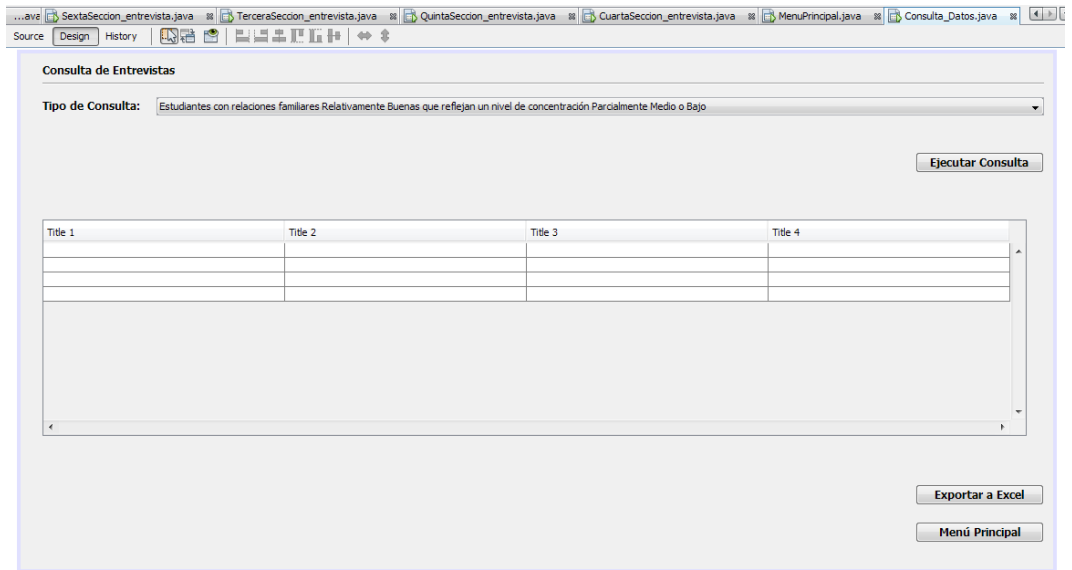 ...ava SextaSeccion_entrevista.java TerceraSeccion_entrevista.java QuintaSeccion_entrevista.java CuartaSeccion_entrevista.java MenuPrincipal.java Consulta_Datos.java
Source Design History
Consulta de Entrevistas
Tipo de Consulta: Estudiantes con relaciones familiares Relativamente Buenas que reflejan un nivel de concentración Parcialmente Medio o Bajo
Ejecutar Consulta
Title 1 Title 2 Title 3 Title 4
Exportar a Excel
Menú Principal